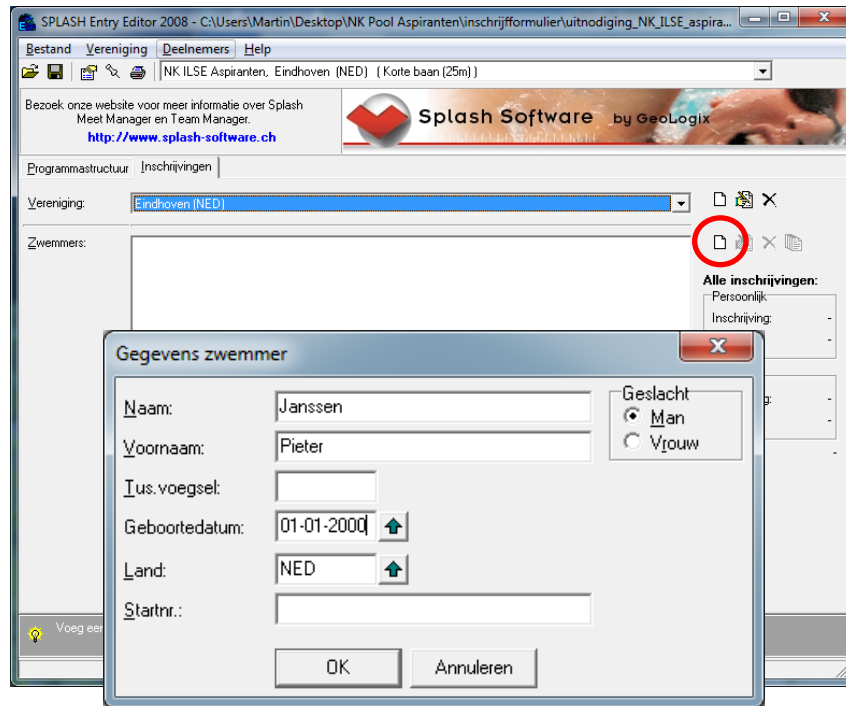 SPLASH Entry Editor 2008 - C:\Users\Martin\Desktop\NK Pool Aspiranten\inschrijfformulier\uitnodiging_NK_ILSE_aspira...
Bestand Vereniging Deelnemers Help
NK ILSE Aspiranten, Eindhoven (NED) (Korte baan (25m))
Bezoek onze website voor meer informatie over Splash
Meet Manager en Team Manager.
http://www.splash-software.ch
Splash Software by GeoLogix
Programmastructuur Inschrijvingen
Vereniging: Eindhoven (NED)
Zwemmers:
Alle inschrijvingen:
Persoonlijk
Inschrijving: -
-
g: -
-
-
Gegevens zwemmer
Naam: Janssen
Voornaam: Pieter
Tus.voegsel:
Geboortedatum: 01-01-2000
Land: NED
Startnr.:
Geslacht
Man
Vrouw
OK Annuleren
Voeg eer